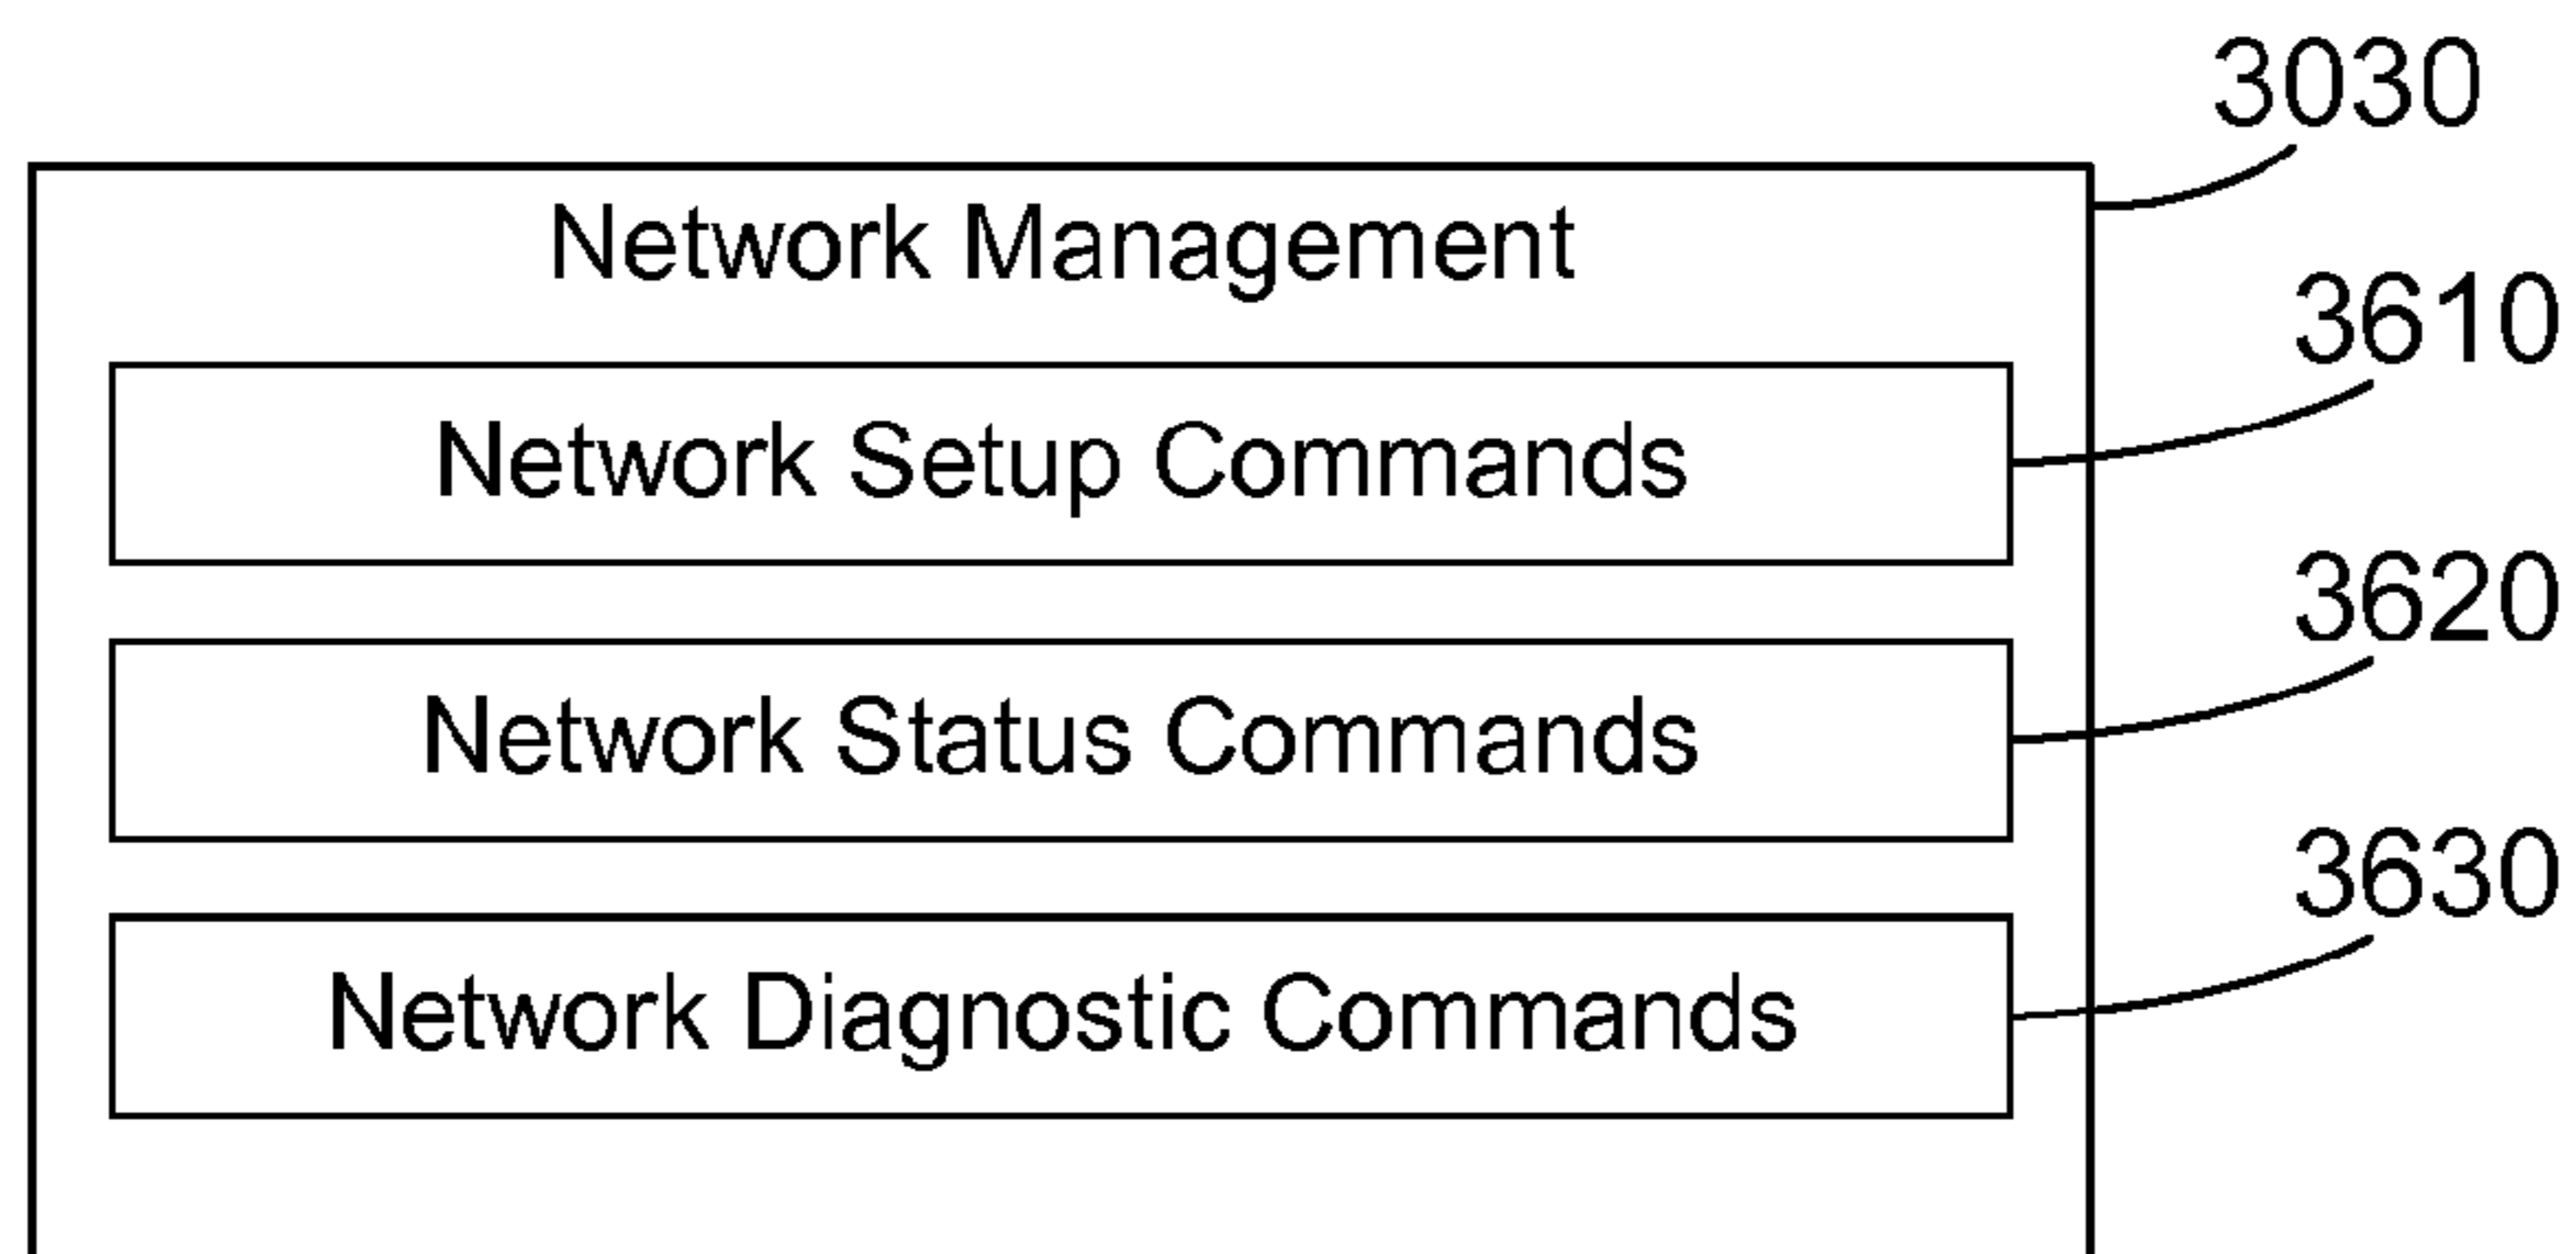 3030
Network Management
3610
Network Setup Commands
3620
Network Status Commands
3630
Network Diagnostic Commands